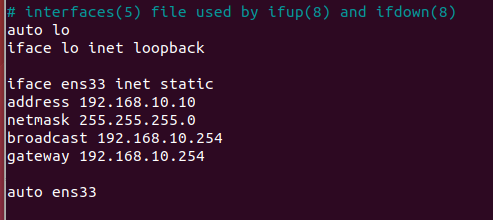 # interfaces(5) file used by ifup(8) and ifdown(8)
auto lo
iface lo inet loopback
iface ens33 inet static
address 192.168.10.10
netmask 255.255.255.0
broadcast 192.168.10.254
gateway 192.168.10.254
auto ens33